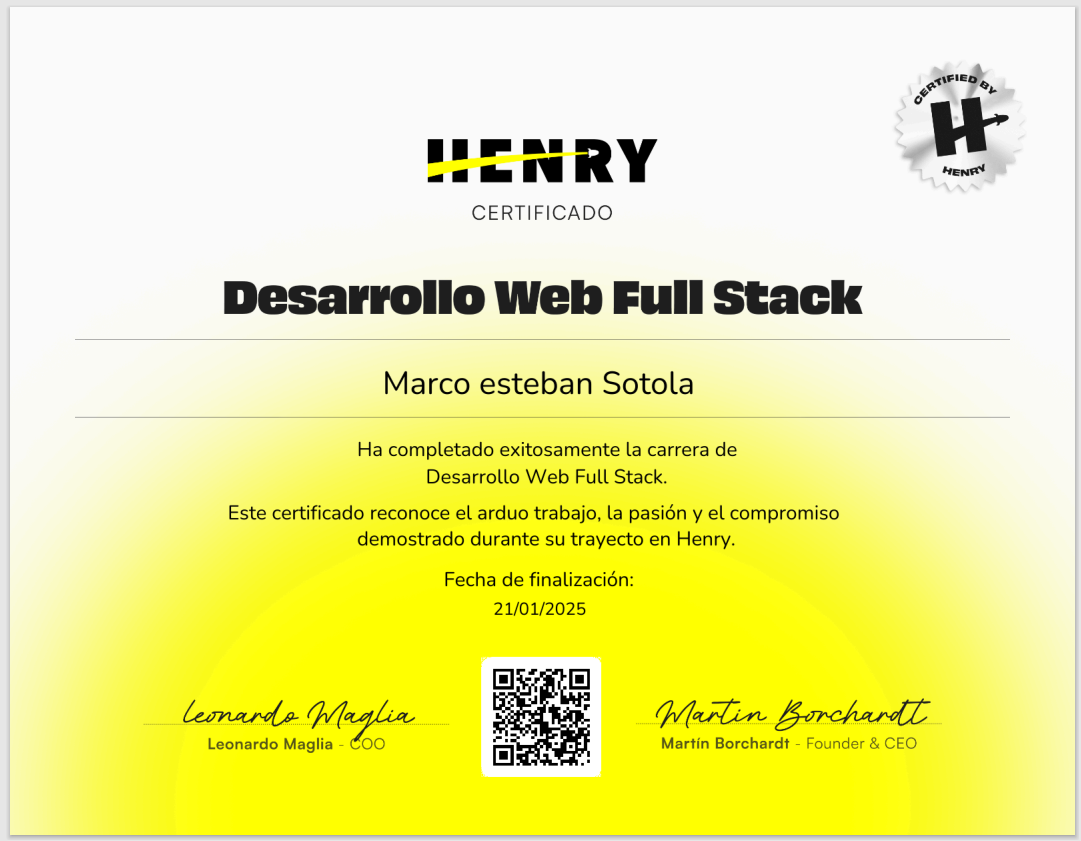 CERTIFIED BY
H
HENRY
HENRY
CERTIFICADO
Desarrollo Web Full Stack
Marco esteban Sotola
Ha completado exitosamente la carrera de
Desarrollo Web Full Stack.
Este certificado reconoce el arduo trabajo, la pasión y el compromiso
demostrado durante su trayecto en Henry.
Fecha de finalización:
21/01/2025
Leonardo Maglia
Leonardo Maglia - COO
Martin Borchardt
Martín Borchardt - Founder & CEO